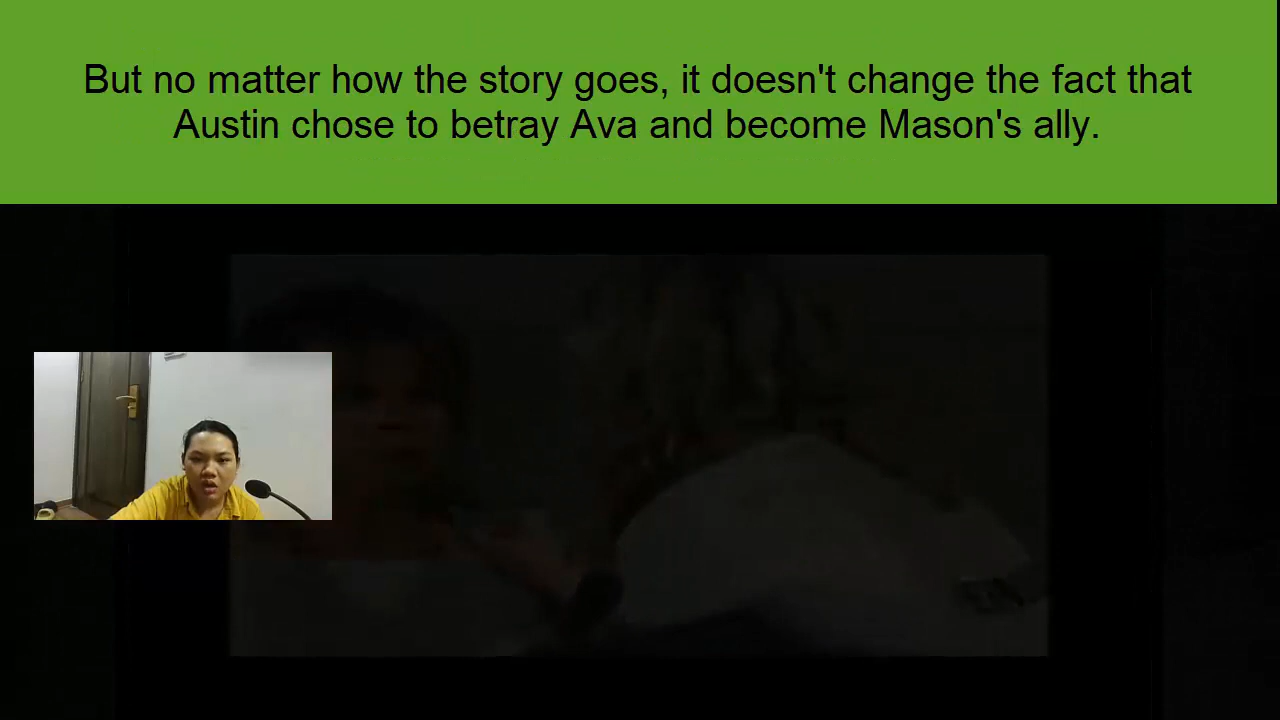 But no matter how the story goes, it doesn't change the fact that
Austin chose to betray Ava and become Mason's ally.